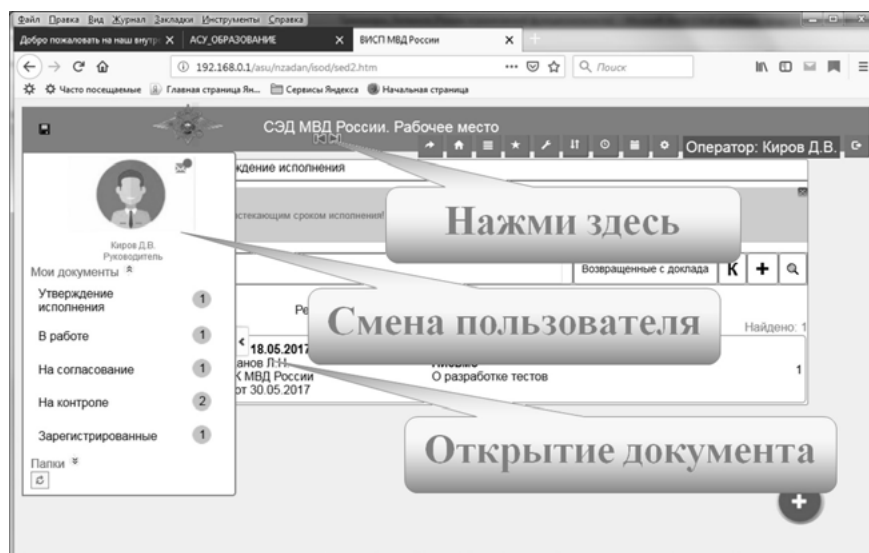 Файл Правка Вид Журнал Закладки Инструменты Справка
Добро пожаловать на наш внутр
АСУ_ОБРАЗОВАНИЕ
ВИСП МВД России
192.168.0.1/asu/nzadan/isod/sed2.htm
Поиск
Часто посещаемые
Главная страница Ян...
Сервисы Яндекса
Начальная страница
СЭД МВД России. Рабочее место
Оператор: Киров Д.В.
ждение исполнения
истекающим сроком исполнения!
Нажми здесь
Киров Д.В.
Руководитель
Мои документы
Возвращенные с доклада
К
Утверждение
исполнения
1
Ре
Смена пользователя
Найдено: 1
В работе
1
18.05.2017
анов Л.Н.
К МВД России
от 30.05.2017
О разработке тестов
1
На согласование
1
На контроле
2
Зарегистрированные
1
Открытие документа
Папки